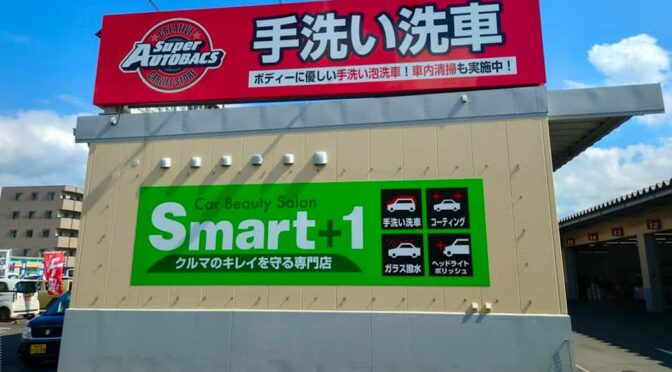 CREATIVE
Super
AUTOBACS
CARLIFE STORE
手洗い洗車
ボディーに優しい手洗い泡洗車!車内清掃も実施中!
Car Beauty Salon
Smart+1
クルマのキレイを守る専門店
手洗い洗車
コーティング
ガラス撥水
ヘッドライト
ポリッシュ